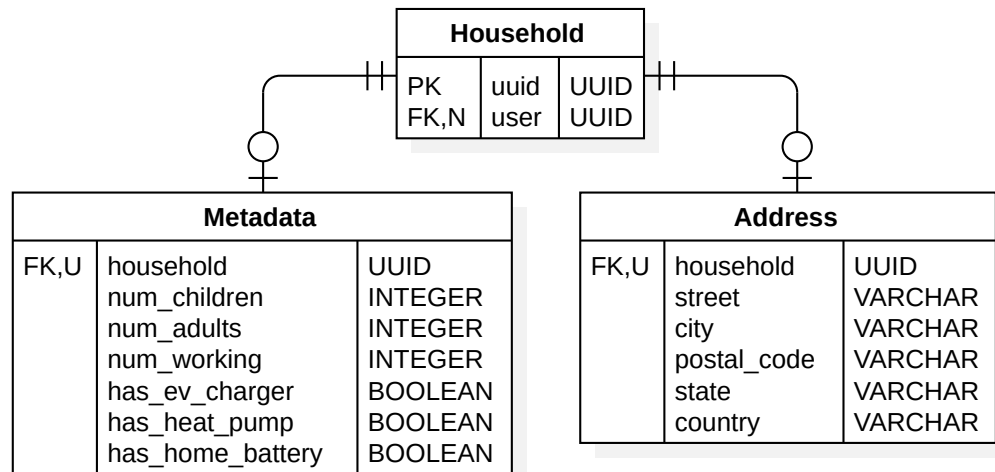 Household
PK uuid UUID
FK,N user UUID
Metadata
FK,U household UUID
num_children INTEGER
num_adults INTEGER
num_working INTEGER
has_ev_charger BOOLEAN
has_heat_pump BOOLEAN
has_home_battery BOOLEAN
Address
FK,U household UUID
street VARCHAR
city VARCHAR
postal_code VARCHAR
state VARCHAR
country VARCHAR